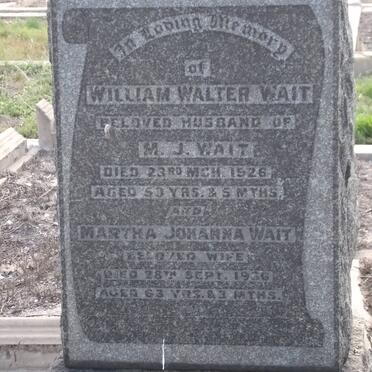 In Loving Memory
of
WILLIAM WALTER WAIT
BELOVED HUSBAND OF
M. J. WAIT
DIED 23RD MCH. 1926
AGED 53 YRS. & 5 MTHS.
AND
MARTHA JOHANNA WAIT
BELOVED WIFE
DIED 28TH SEPT. 1936
AGED 63 YRS. & 3 MTHS.